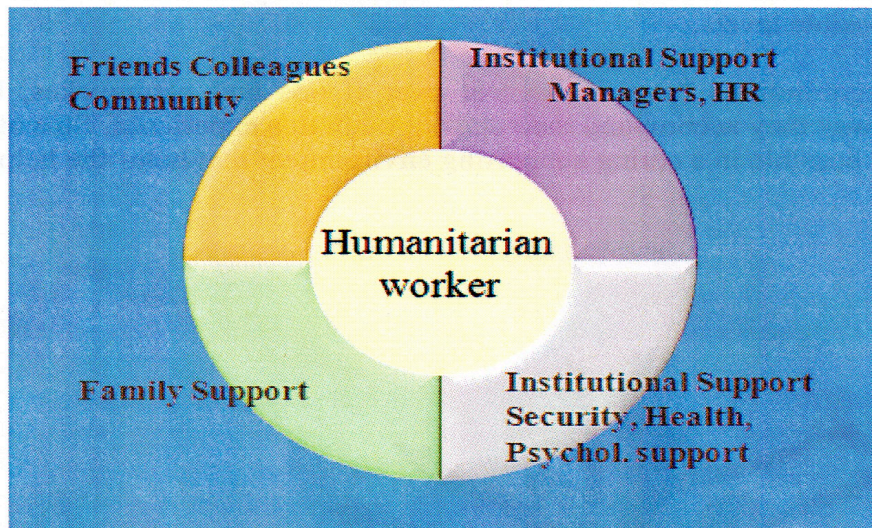 Friends Colleagues
Community
Institutional Support
Managers, HR
Humanitarian
worker
Family Support
Institutional Support
Security, Health,
Psychol. support